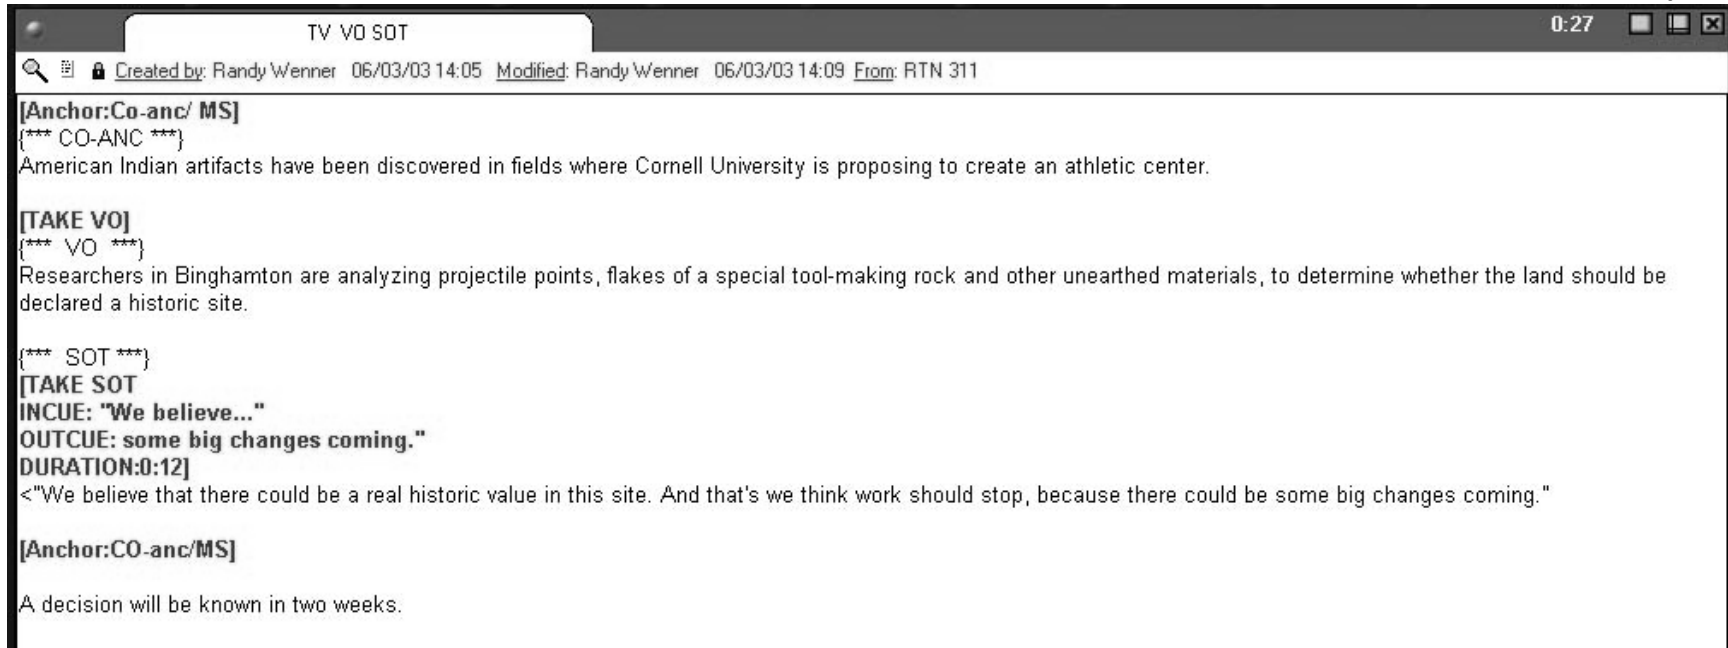 TV VO SOT
0:27
Created by: Randy Wenner 06/03/03 14:05 Modified: Randy Wenner 06/03/03 14:09 From: RTN 311
[Anchor:Co-anc/ MS]
{*** CO-ANC ***}
American Indian artifacts have been discovered in fields where Cornell University is proposing to create an athletic center.
[TAKE VO]
{*** VO ***}
Researchers in Binghamton are analyzing projectile points, flakes of a special tool-making rock and other unearthed materials, to determine whether the land should be
declared a historic site.
{*** SOT ***}
[TAKE SOT
INCUE: "We believe..."
OUTCUE: some big changes coming."
DURATION:0:12]
<"We believe that there could be a real historic value in this site. And that's we think work should stop, because there could be some big changes coming."
[Anchor:CO-anc/MS]
A decision will be known in two weeks.